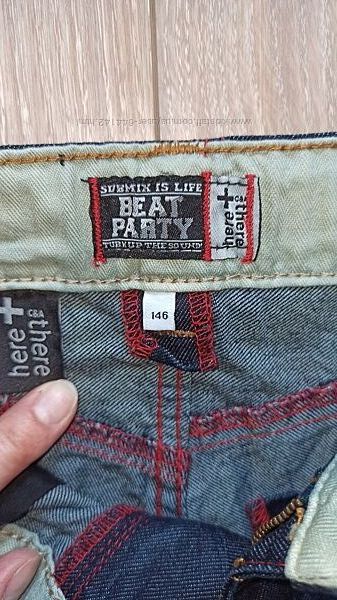 SUBMIX IS LIFE
BEAT
PARTY
TURN UP THE SOUND
here
+
there
C&A
146
here
+
there
C&A